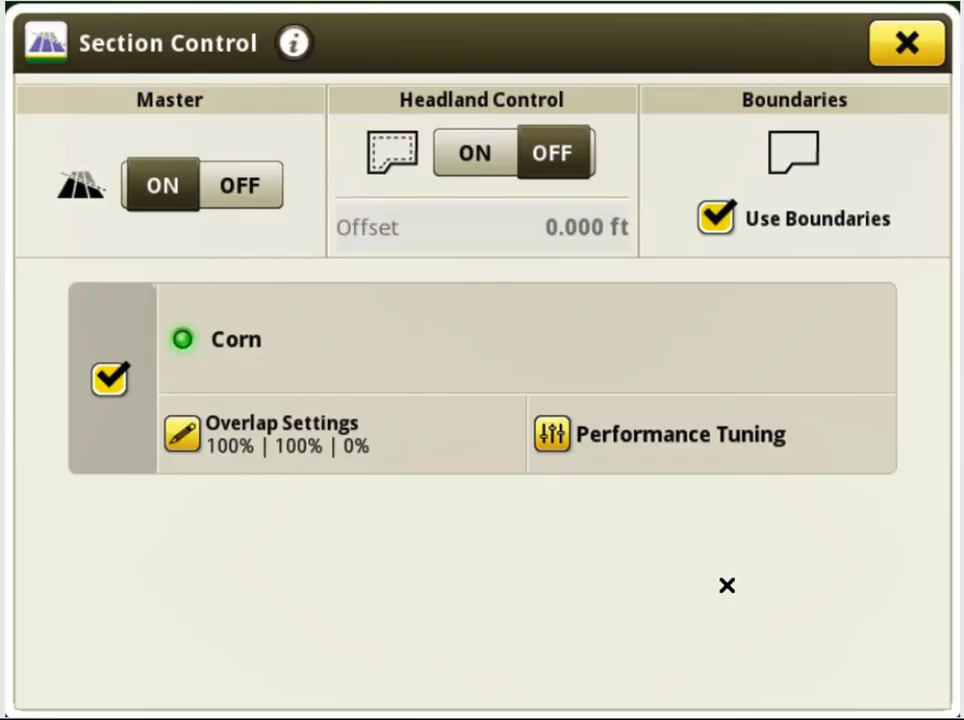 Section Control
Master
Headland Control
Boundaries
ON OFF
ON OFF
Offset 0.000 ft
Use Boundaries
Corn
Overlap Settings
100% | 100% | 0%
Performance Tuning